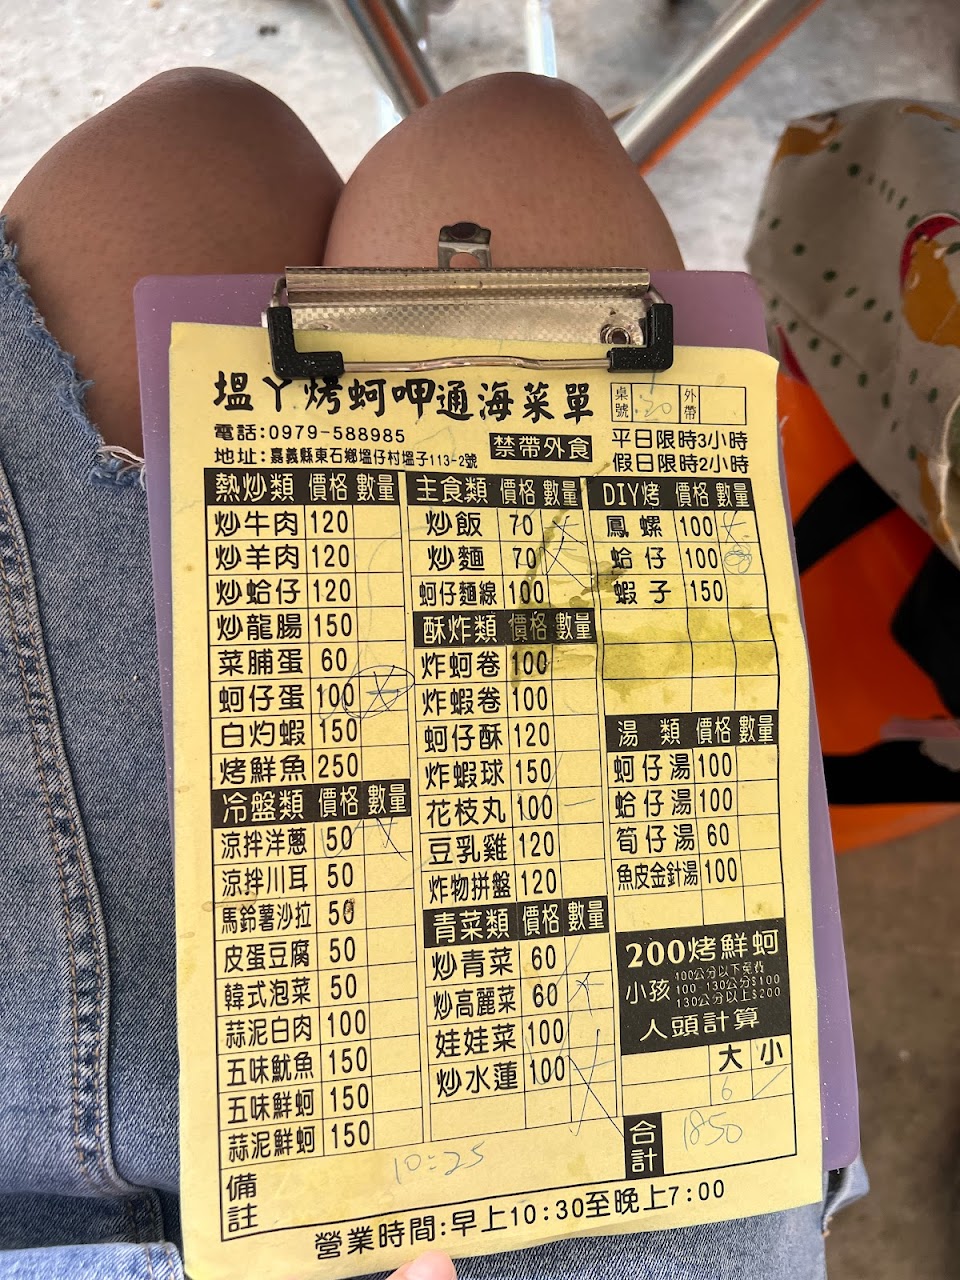 塭丫烤蚵呷通海菜單
桌號 30 外帶
電話:0979-588985
禁帶外食
平日限時3小時
地址:嘉義縣東石鄉塭仔村塭子113-2號
假日限時2小時
熱炒類 價格 數量
炒牛肉 120
炒羊肉 120
炒蛤仔 120
炒龍腸 150
菜脯蛋 60
蚵仔蛋 100
白灼蝦 150
烤鮮魚 250
冷盤類 價格 數量
涼拌洋蔥 50
涼拌川耳 50
馬鈴薯沙拉 50
皮蛋豆腐 50
韓式泡菜 50
蒜泥白肉 100
五味魷魚 150
五味鮮蚵 150
蒜泥鮮蚵 150
主食類 價格 數量
炒飯 70
炒麵 70
蚵仔麵線 100
酥炸類 價格 數量
炸蚵卷 100
炸蝦卷 100
蚵仔酥 120
炸蝦球 150
花枝丸 100 一
豆乳雞 120
炸物拼盤 120
青菜類 價格 數量
炒青菜 60
炒高麗菜 60
娃娃菜 100
炒水蓮 100
DIY烤 價格 數量
鳳螺 100
蛤仔 100
蝦子 150
湯類 價格 數量
蚵仔湯 100
蛤仔湯 100
筍仔湯 60
魚皮金針湯 100
200烤鮮蚵
小孩
100公分以下免費
100-130公分$100
130公分以上$200
人頭計算
大 小
6
備註 10:25
合計 1850
營業時間:早上10:30至晚上7:00